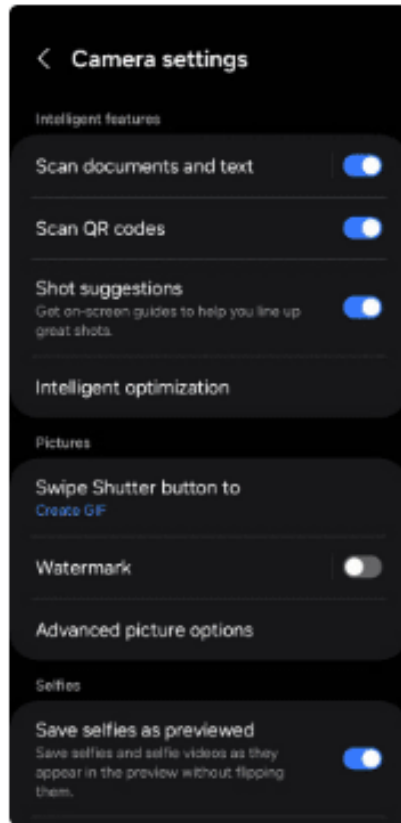 Camera settings
Intelligent features
Scan documents and text
Scan QR codes
Shot suggestions
Get on-screen guides to help you line up
great shots.
Intelligent optimization
Pictures
Swipe Shutter button to
Create GIF
Watermark
Advanced picture options
Selfies
Save selfies as previewed
Save selfies and selfie videos as they
appear in the preview without flipping
them.